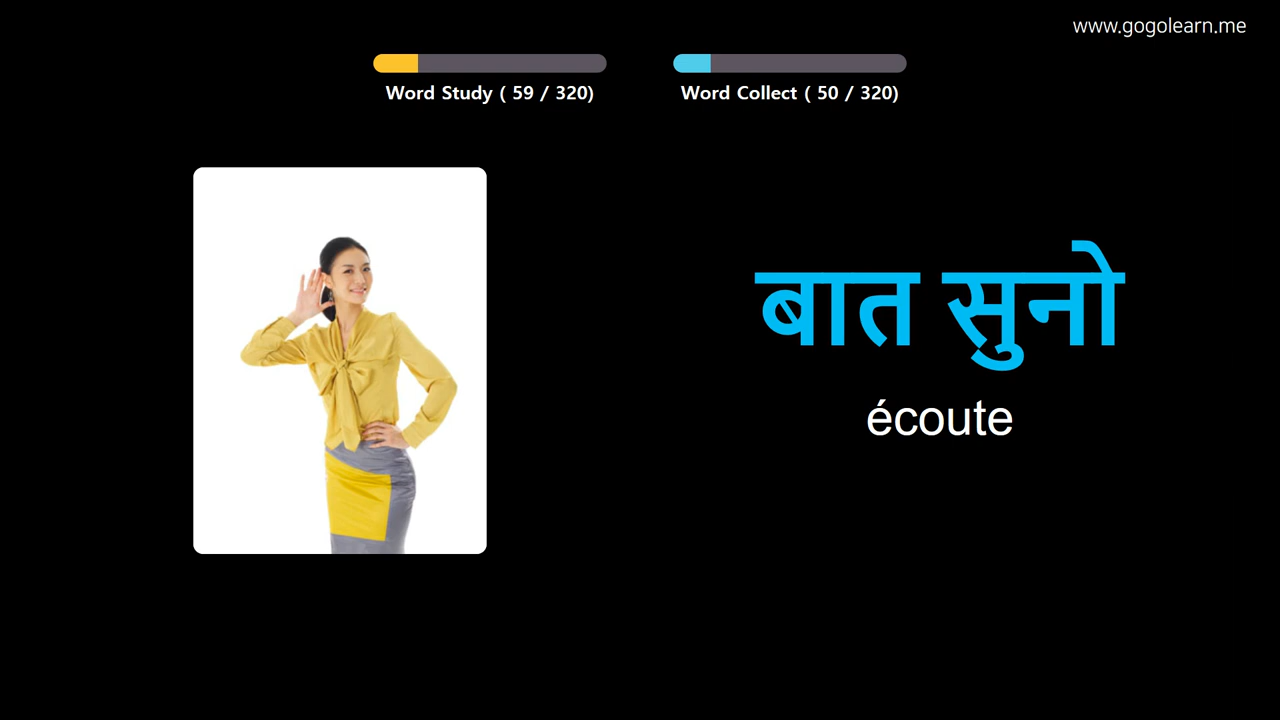 www.gogolearn.me
Word Study ( 59 / 320)
Word Collect ( 50 / 320)
बात सुनो
écoute